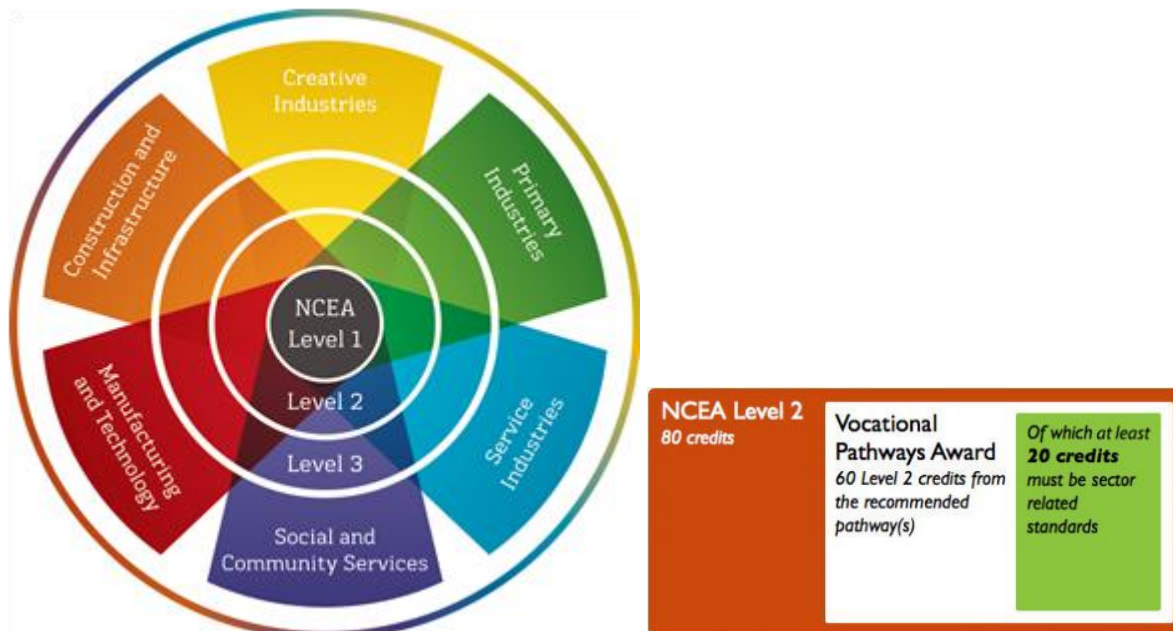 Creative
Industries
Primary
Industries
Service
Industries
Social and
Community Services
Manufacturing
and Technology
Construction and
Infrastructure
NCEA
Level 1
Level 2
Level 3
NCEA Level 2
80 credits
Vocational
Pathways Award
60 Level 2 credits from
the recommended
pathway(s)
Of which at least
20 credits
must be sector
related
standards